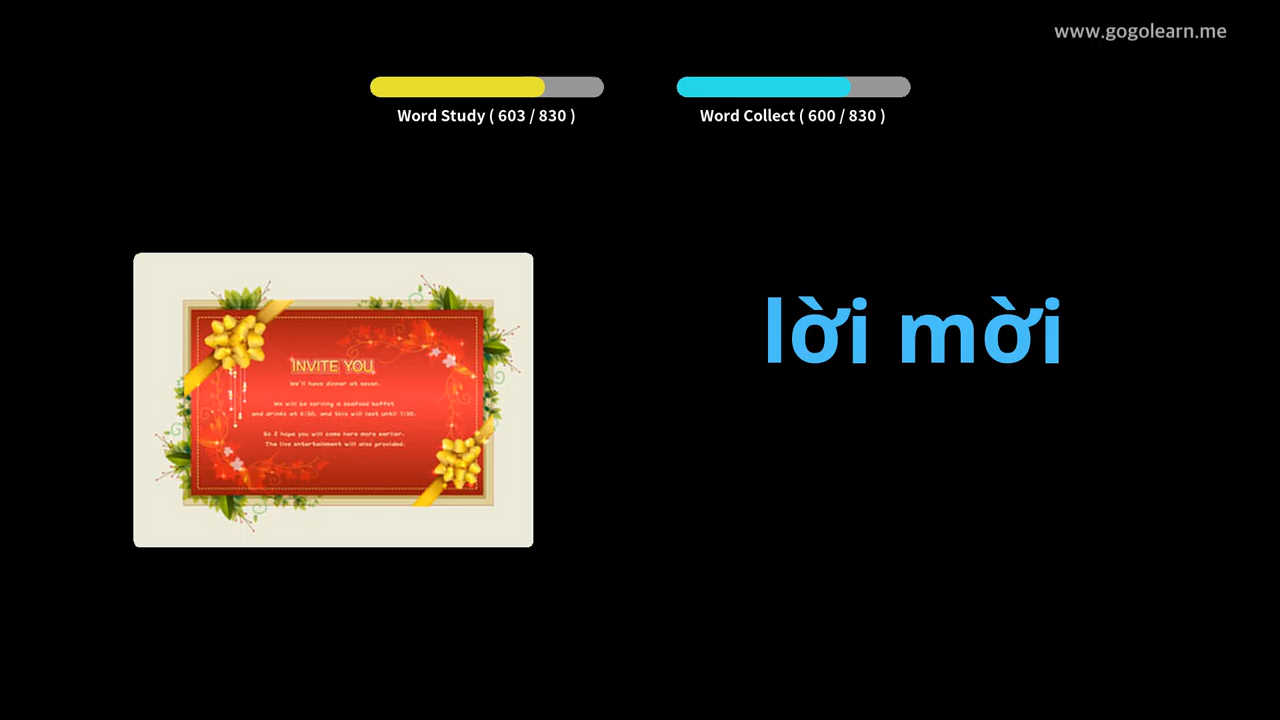 www.gogolearn.me
Word Study ( 603 / 830 )
Word Collect ( 600 / 830 )
INVITE YOU
We'll have dinner at seven.
We will be serving a seafood buffet
and drinks at 6:30, and this will last until 7:30.
So I hope you will come here more earlier.
The live entertainment will also provided.
lời mời